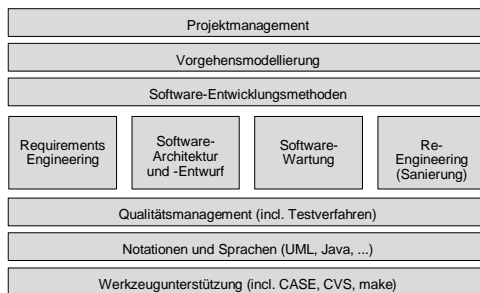 Projektmanagement
Vorgehensmodellierung
Software-Entwicklungsmethoden
Requirements
Engineering
Software-
Architektur
und -Entwurf
Software-
Wartung
Re-
Engineering
(Sanierung)
Qualitätsmanagement (incl. Testverfahren)
Notationen und Sprachen (UML, Java, ...)
Werkzeugunterstützung (incl. CASE, CVS, make)